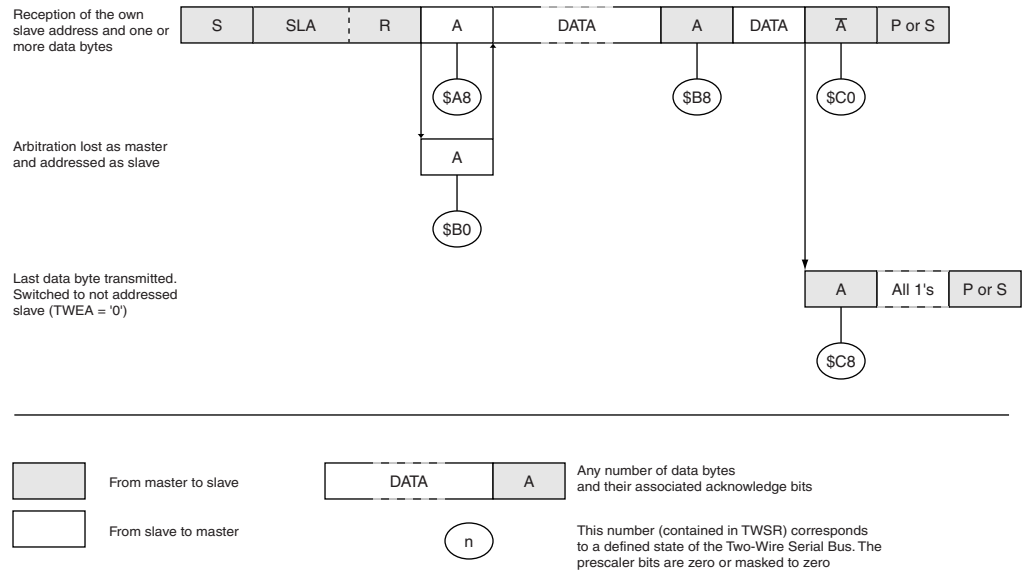 Reception of the own
slave address and one or
more data bytes
S SLA R A DATA A DATA A̅ P or S
$A8 $B8 $C0
Arbitration lost as master
and addressed as slave
A
$B0
Last data byte transmitted.
Switched to not addressed
slave (TWEA = '0')
A All 1's P or S
$C8
From master to slave
DATA A
Any number of data bytes
and their associated acknowledge bits
From slave to master
n
This number (contained in TWSR) corresponds
to a defined state of the Two-Wire Serial Bus. The
prescaler bits are zero or masked to zero